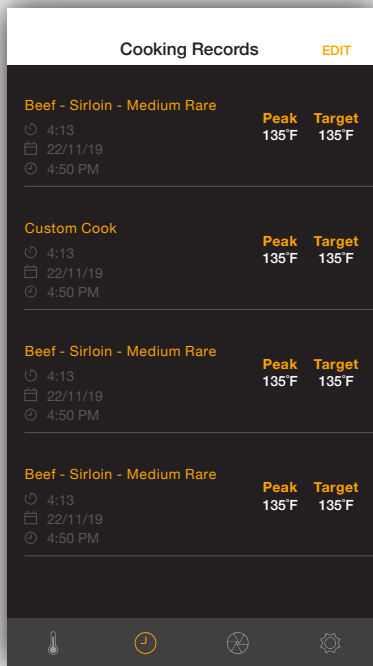 Cooking Records EDIT
Beef - Sirloin - Medium Rare
Peak Target
4:13
135°F 135°F
22/11/19
4:50 PM
Custom Cook
Peak Target
4:13
135°F 135°F
22/11/19
4:50 PM
Beef - Sirloin - Medium Rare
Peak Target
4:13
135°F 135°F
22/11/19
4:50 PM
Beef - Sirloin - Medium Rare
Peak Target
4:13
135°F 135°F
22/11/19
4:50 PM